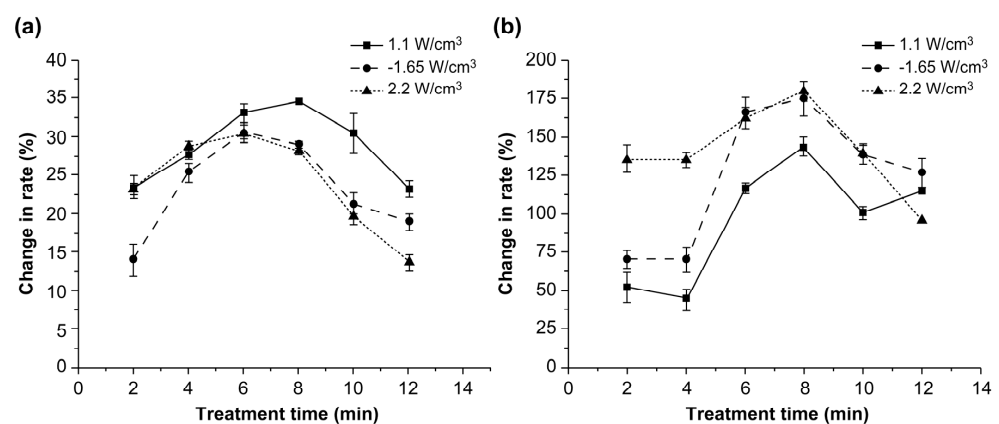 (a)
1.1 W/cm³
-1.65 W/cm³
2.2 W/cm³
Change in rate (%)
40
35
30
25
20
15
10
5
0
0 2 4 6 8 10 12 14
Treatment time (min)
(b)
1.1 W/cm³
-1.65 W/cm³
2.2 W/cm³
Change in rate (%)
200
175
150
125
100
75
50
25
0
0 2 4 6 8 10 12 14
Treatment time (min)